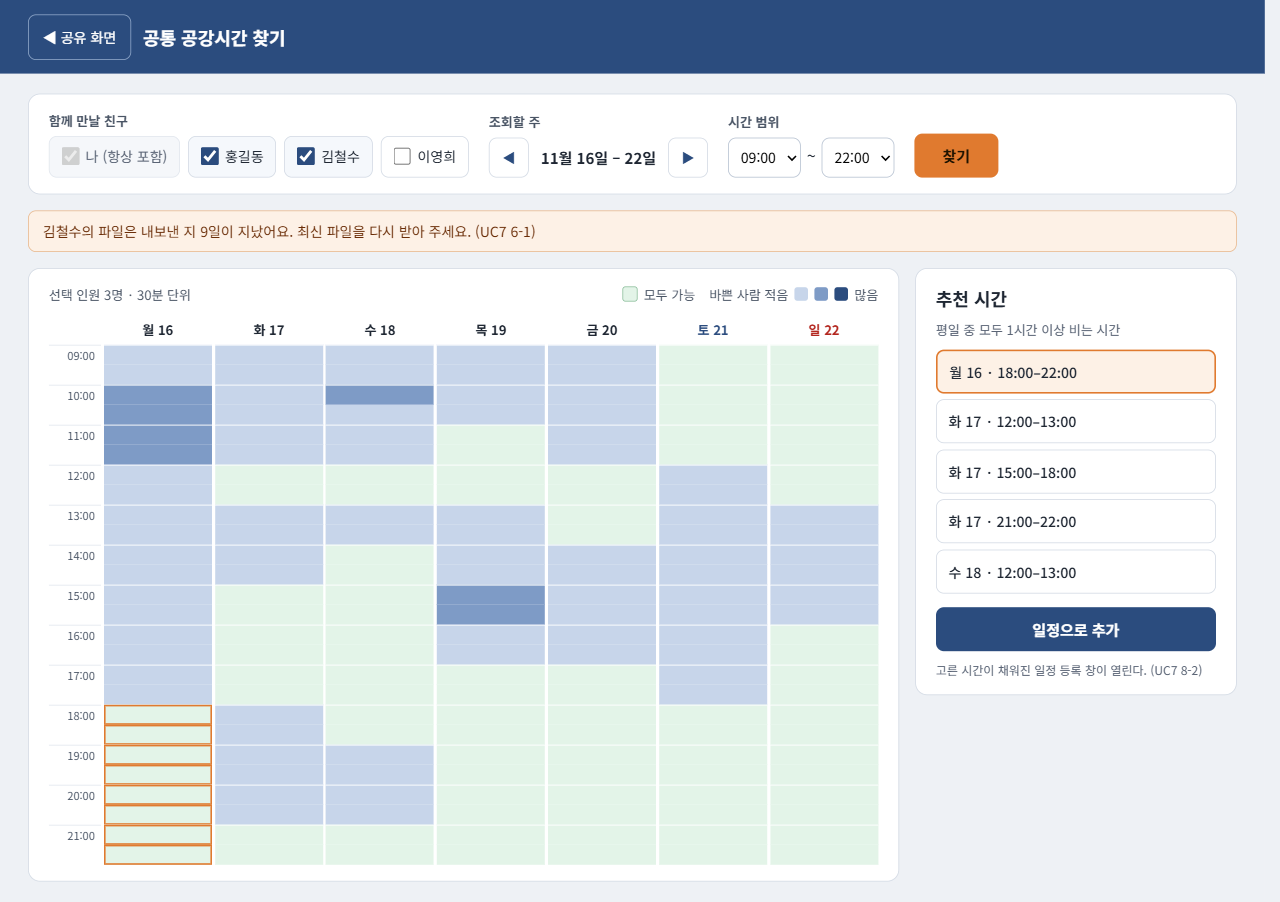 ◀ 공유 화면
공통 공강시간 찾기
함께 만날 친구
나 (항상 포함)
홍길동
김철수
이영희
조회할 주
◀ 11월 16일 – 22일 ▶
시간 범위
09:00 ~ 22:00
찾기
김철수의 파일은 내보낸 지 9일이 지났어요. 최신 파일을 다시 받아 주세요. (UC7 6-1)
선택 인원 3명 · 30분 단위
모두 가능 바쁜 사람 적음 많음
월 16 화 17 수 18 목 19 금 20 토 21 일 22
09:00
10:00
11:00
12:00
13:00
14:00
15:00
16:00
17:00
18:00
19:00
20:00
21:00
추천 시간
평일 중 모두 1시간 이상 비는 시간
월 16 · 18:00–22:00
화 17 · 12:00–13:00
화 17 · 15:00–18:00
화 17 · 21:00–22:00
수 18 · 12:00–13:00
일정으로 추가
고른 시간이 채워진 일정 등록 창이 열린다. (UC7 8-2)